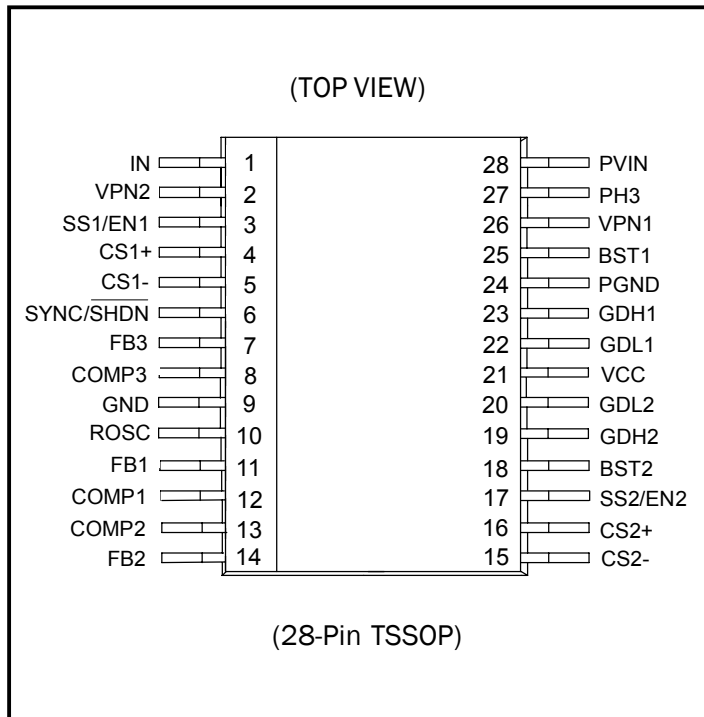 (TOP VIEW)
IN 1 28 PVIN
VPN2 2 27 PH3
SS1/EN1 3 26 VPN1
CS1+ 4 25 BST1
CS1- 5 24 PGND
SYNC/SHDN 6 23 GDH1
FB3 7 22 GDL1
COMP3 8 21 VCC
GND 9 20 GDL2
ROSC 10 19 GDH2
FB1 11 18 BST2
COMP1 12 17 SS2/EN2
COMP2 13 16 CS2+
FB2 14 15 CS2-
(28-Pin TSSOP)